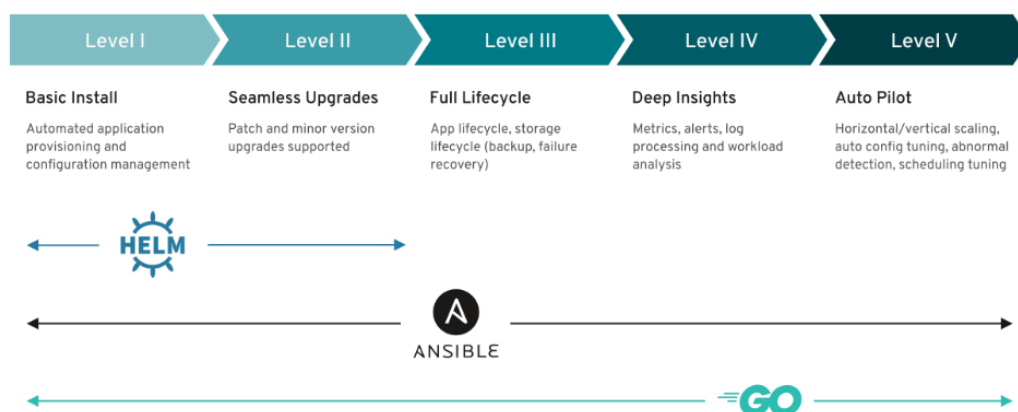 Level I
Level II
Level III
Level IV
Level V
Basic Install
Automated application
provisioning and
configuration management
Seamless Upgrades
Patch and minor version
upgrades supported
Full Lifecycle
App lifecycle, storage
lifecycle (backup, failure
recovery)
Deep Insights
Metrics, alerts, log
processing and workload
analysis
Auto Pilot
Horizontal/vertical scaling,
auto config tuning, abnormal
detection, scheduling tuning
HELM
A
ANSIBLE
GO